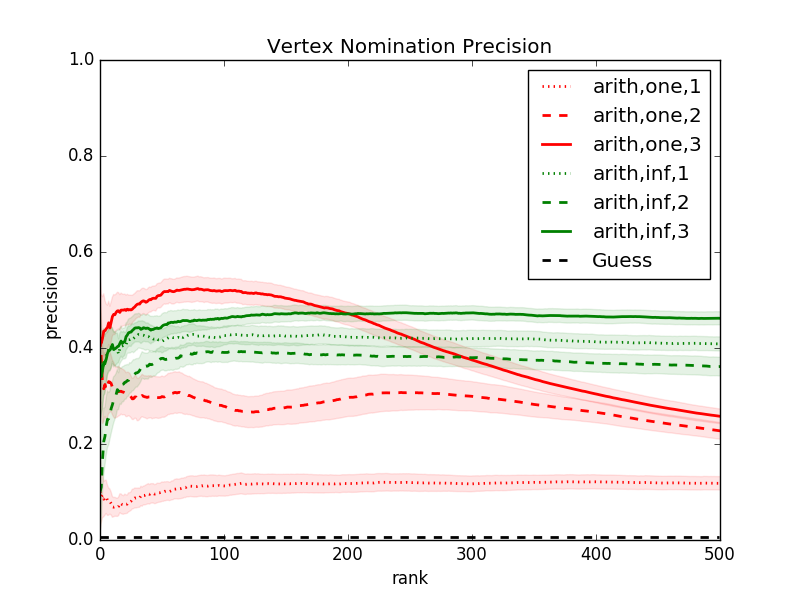 Vertex Nomination Precision
1.0
0.8
0.6
0.4
0.2
0.0
precision
arith,one,1
arith,one,2
arith,one,3
arith,inf,1
arith,inf,2
arith,inf,3
Guess
0 100 200 300 400 500
rank